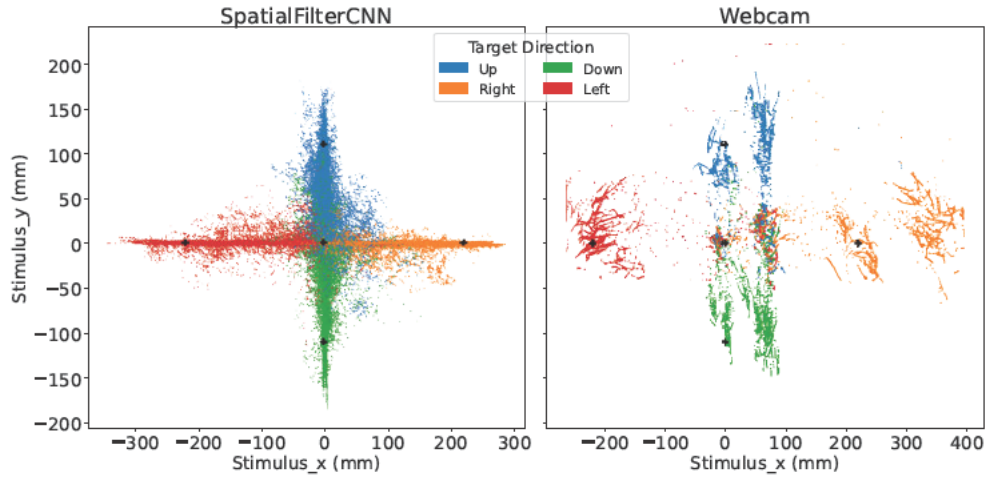 SpatialFilterCNN
Webcam
Target Direction
Up
Down
Right
Left
Stimulus_y (mm)
200
150
100
50
0
−50
−100
−150
−200
−300 −200 −100 0 100 200 300
−200 −100 0 100 200 300 400
Stimulus_x (mm)
Stimulus_x (mm)